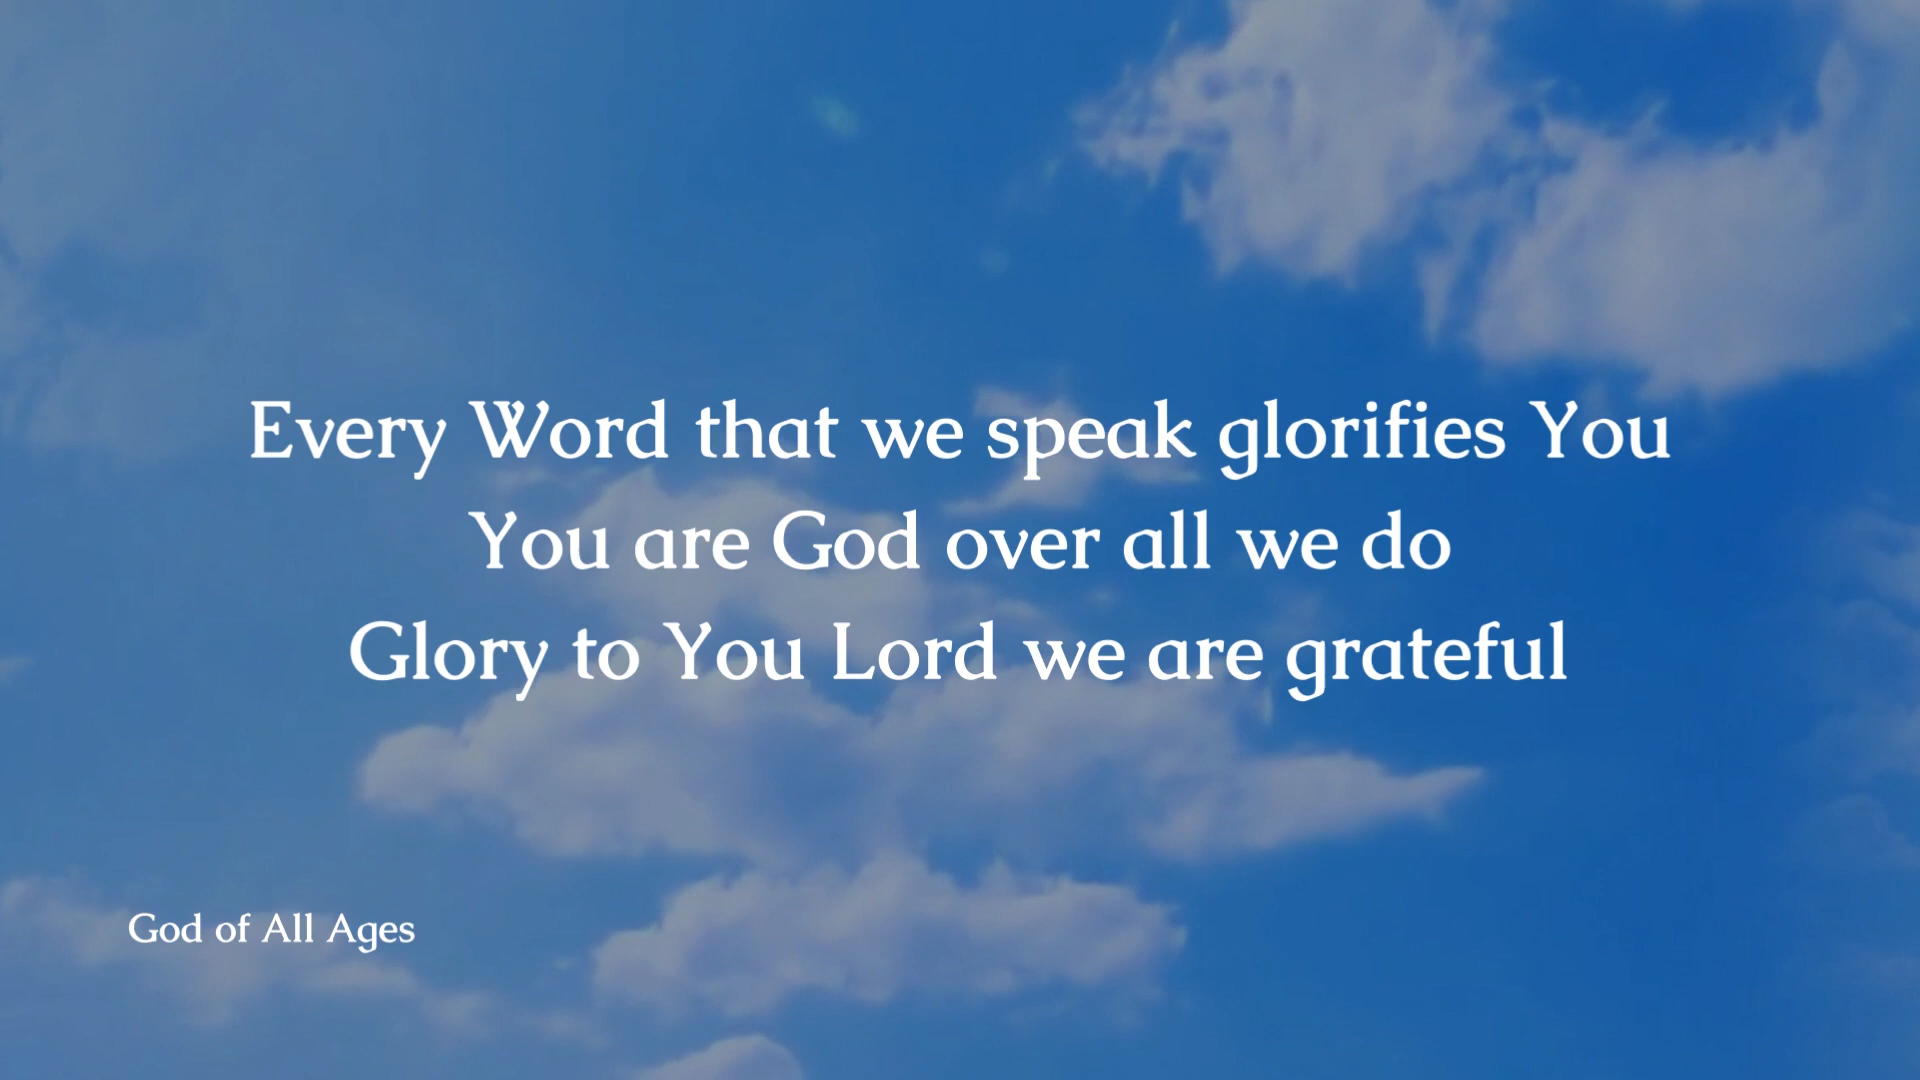 Every Word that we speak glorifies You
You are God over all we do
Glory to You Lord we are grateful
God of All Ages